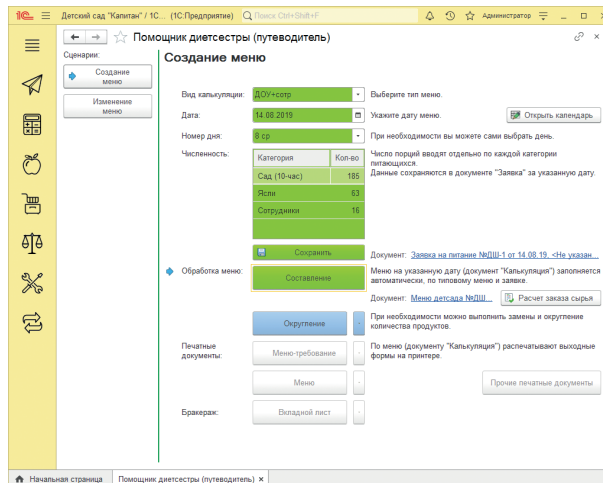 1С Детский сад "Капитан" / 1С... (1С:Предприятие) Поиск Ctrl+Shift+F Администратор
Помощник диетсестры (путеводитель)
Сценарии:
Создание
меню
Изменение
меню
Создание меню
Вид калькуляции: ДОУ+сотр Выберите тип меню.
Дата: 14.08.2019 Укажите дату меню. Открыть календарь
Номер дня: 8 ср При необходимости вы можете сами выбрать день.
Численность: Категория Кол-во
Сад (10-час) 185
Ясли 63
Сотрудники 16
Число порций вводят отдельно по каждой категории
питающихся.
Данные сохраняются в документе "Заявка" за указанную дату.
Сохранить Документ: Заявка на питание №ДШ-1 от 14.08.19, <Не указан...
Обработка меню: Составление
Меню на указанную дату (документ "Калькуляция") заполняется
автоматически, по типовому меню и заявке.
Документ: Меню детсада №ДШ... Расчет заказа сырья
Округление
При необходимости можно выполнить замены и округление
количества продуктов.
Печатные
документы:
Меню-требование
По меню (документу "Калькуляция") распечатывают выходные
формы на принтере.
Меню Прочие печатные документы
Бракераж: Вкладной лист
Начальная страница Помощник диетсестры (путеводитель) ×